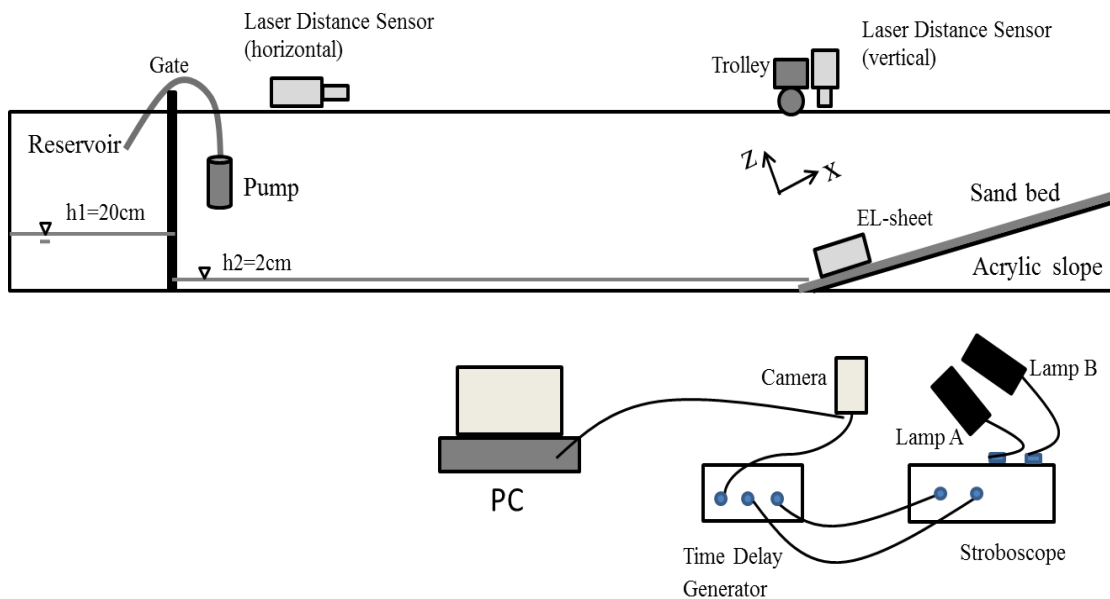 Laser Distance Sensor
(horizontal)
Laser Distance Sensor
(vertical)
Gate
Trolley
Reservoir
Pump
h1=20cm
h2=2cm
Z
X
Sand bed
EL-sheet
Acrylic slope
Camera
Lamp B
Lamp A
PC
Time Delay
Generator
Stroboscope